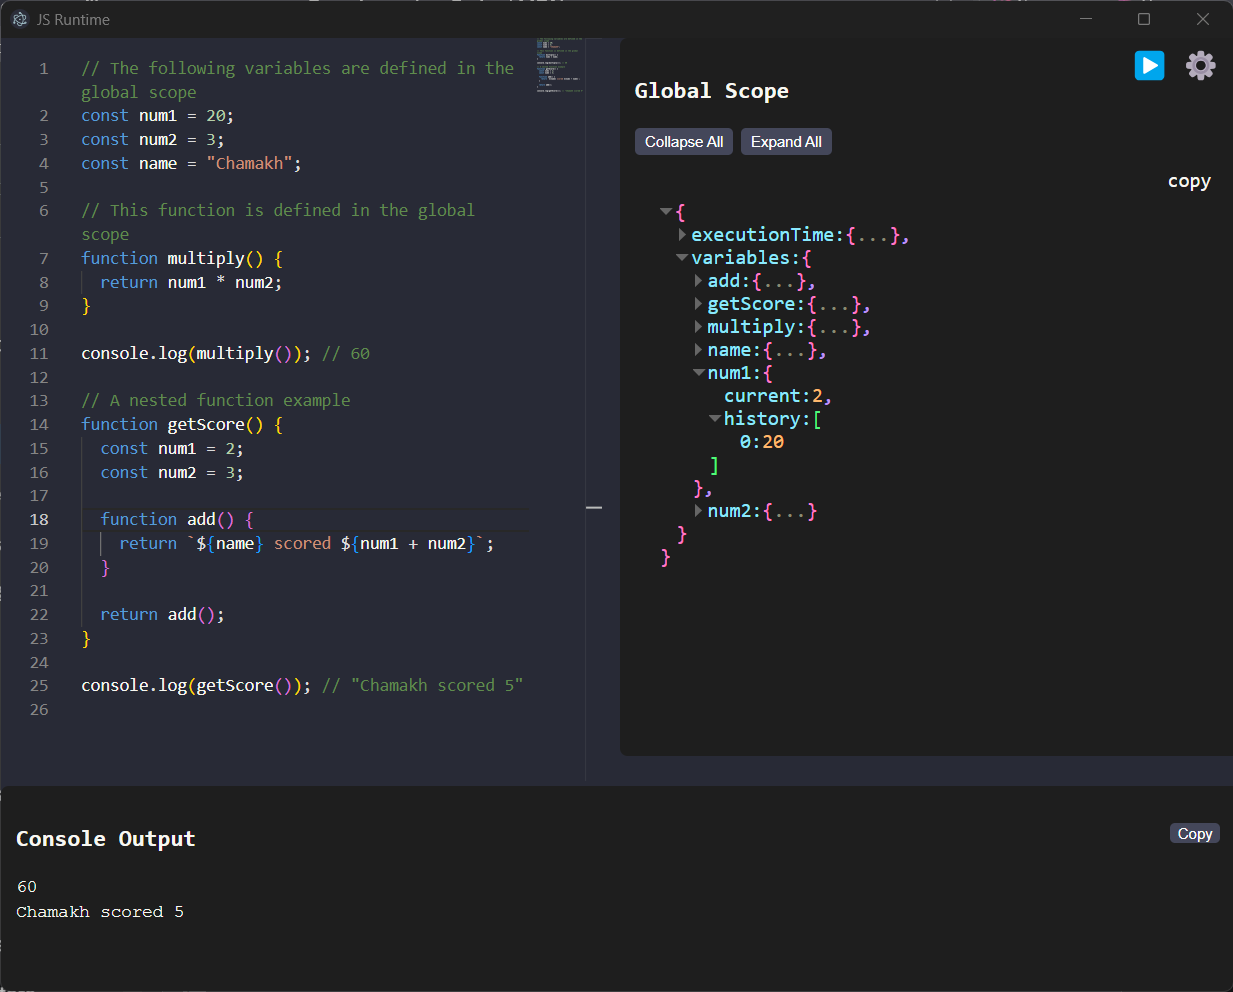 JS Runtime
1 // The following variables are defined in the
global scope
2 const num1 = 20;
3 const num2 = 3;
4 const name = "Chamakh";
5
6 // This function is defined in the global
scope
7 function multiply() {
8 return num1 * num2;
9 }
10
11 console.log(multiply()); // 60
12
13 // A nested function example
14 function getScore() {
15 const num1 = 2;
16 const num2 = 3;
17
18 function add() {
19 return `${name} scored ${num1 + num2}`;
20 }
21
22 return add();
23 }
24
25 console.log(getScore()); // "Chamakh scored 5"
26
Global Scope
Collapse All Expand All
copy
{
executionTime:{...},
variables:{
add:{...},
getScore:{...},
multiply:{...},
name:{...},
num1:{
current:2,
history:[
0:20
]
},
num2:{...}
}
}
Console Output
Copy
60
Chamakh scored 5